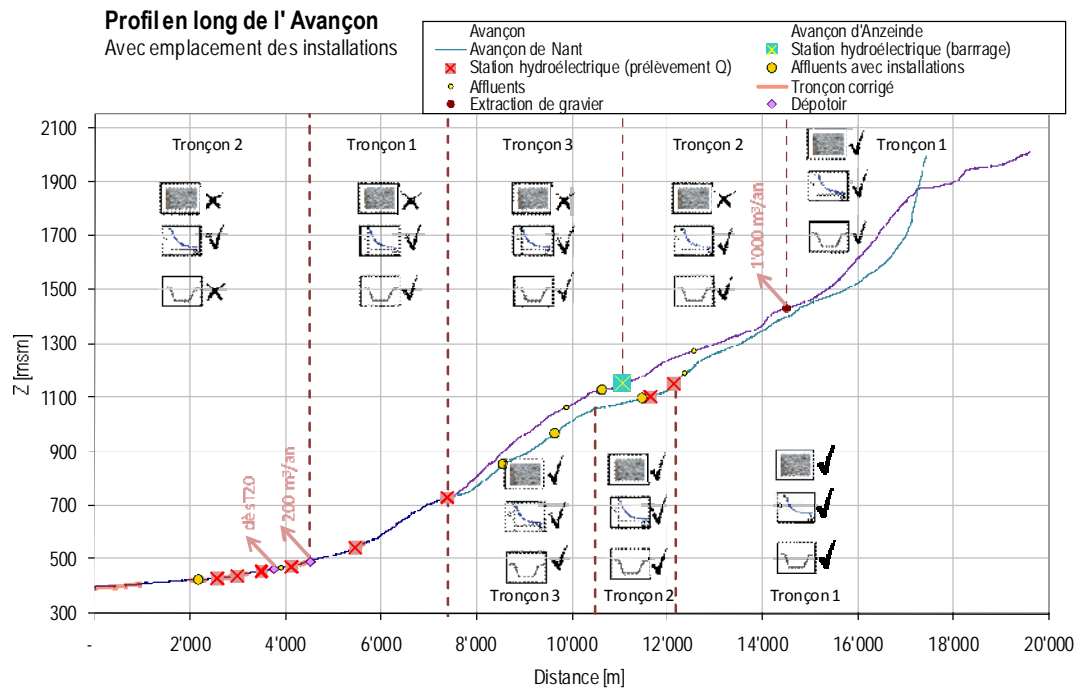 Profil en long de l' Avançon
Avec emplacement des installations
Avançon
Avançon d'Anzeinde
Avançon de Nant
Station hydroélectrique (barrrage)
Station hydroélectrique (prélèvement Q)
Affluents avec installations
Affluents
Tronçon corrigé
Extraction de gravier
Dépotoir
2100
1900
1700
1500
1300
1100
900
700
500
300
Z [msm]
Tronçon 2
Tronçon 1
Tronçon 3
Tronçon 2
Tronçon 1
1'000 m³/an
dès T20
200 m³/an
Tronçon 3
Tronçon 2
Tronçon 1
-
2'000
4'000
6'000
8'000
10'000
12'000
14'000
16'000
18'000
20'000
Distance [m]